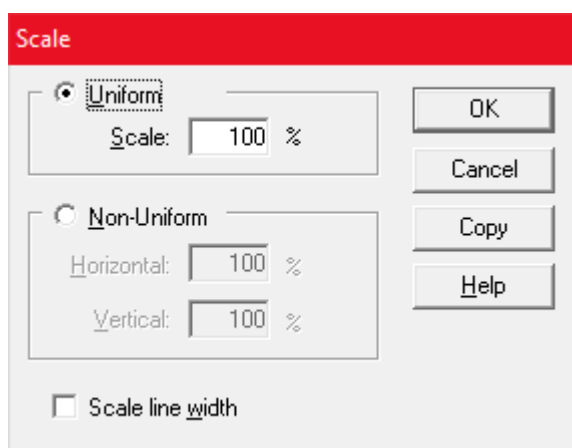 Scale
Uniform
Scale: 100 %
Non-Uniform
Horizontal: 100 %
Vertical: 100 %
Scale line width
OK
Cancel
Copy
Help